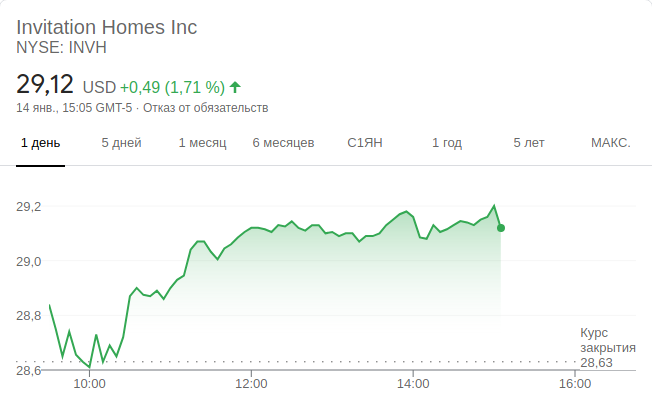 Invitation Homes Inc
NYSE: INVH
29,12 USD +0,49 (1,71 %)
14 янв., 15:05 GMT-5 · Отказ от обязательств
1 день 5 дней 1 месяц 6 месяцев С1ЯН 1 год 5 лет МАКС.
29,2
29,0
28,8
28,6
Курс
закрытия
28,63
10:00 12:00 14:00 16:00